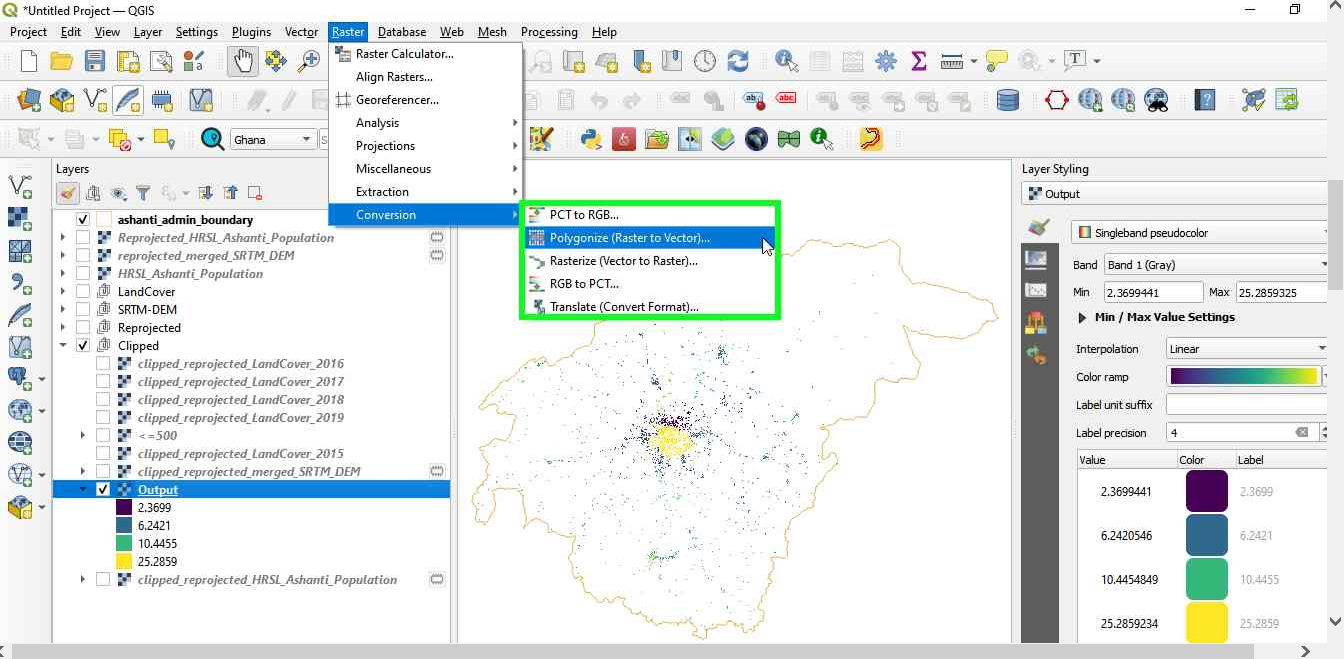 *Untitled Project — QGIS
Project Edit View Layer Settings Plugins Vector Raster Database Web Mesh Processing Help
Raster Calculator...
Align Rasters...
Georeferencer...
Analysis
Projections
Miscellaneous
Extraction
Conversion
PCT to RGB...
Polygonize (Raster to Vector)...
Rasterize (Vector to Raster)...
RGB to PCT...
Translate (Convert Format)...
Ghana
Layers
ashanti_admin_boundary
Reprojected_HRSL_Ashanti_Population
reprojected_merged_SRTM_DEM
HRSL_Ashanti_Population
LandCover
SRTM-DEM
Reprojected
Clipped
clipped_reprojected_LandCover_2016
clipped_reprojected_LandCover_2017
clipped_reprojected_LandCover_2018
clipped_reprojected_LandCover_2019
<=500
clipped_reprojected_LandCover_2015
clipped_reprojected_merged_SRTM_DEM
Output
2.3699
6.2421
10.4455
25.2859
clipped_reprojected_HRSL_Ashanti_Population
Layer Styling
Output
Singleband pseudocolor
Band Band 1 (Gray)
Min 2.3699441 Max 25.2859325
Min / Max Value Settings
Interpolation Linear
Color ramp
Label unit suffix
Label precision 4
Value Color Label
2.3699441 2.3699
6.2420546 6.2421
10.4454849 10.4455
25.2859234 25.2859